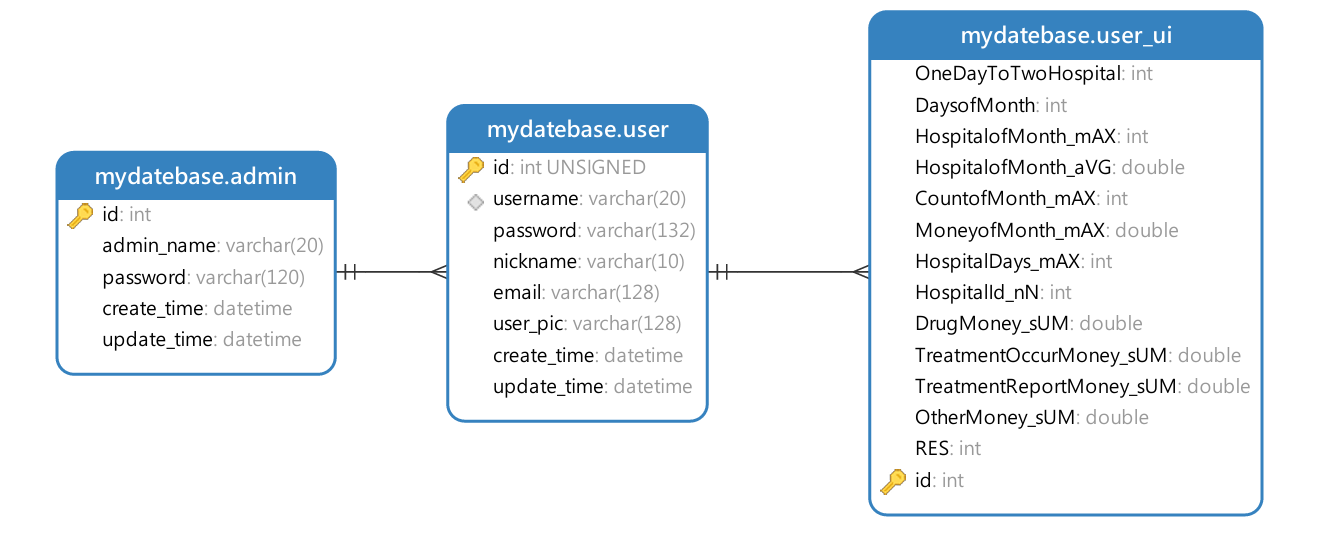 mydatebase.admin
id: int
admin_name: varchar(20)
password: varchar(120)
create_time: datetime
update_time: datetime
mydatebase.user
id: int UNSIGNED
username: varchar(20)
password: varchar(132)
nickname: varchar(10)
email: varchar(128)
user_pic: varchar(128)
create_time: datetime
update_time: datetime
mydatebase.user_ui
OneDayToTwoHospital: int
DaysofMonth: int
HospitalofMonth_mAX: int
HospitalofMonth_aVG: double
CountofMonth_mAX: int
MoneyofMonth_mAX: double
HospitalDays_mAX: int
HospitalId_nN: int
DrugMoney_sUM: double
TreatmentOccurMoney_sUM: double
TreatmentReportMoney_sUM: double
OtherMoney_sUM: double
RES: int
id: int